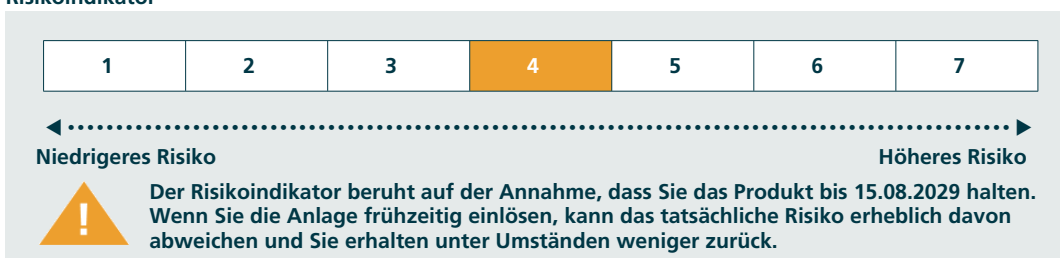 Risikoindikator
1 2 3 4 5 6 7
Niedrigeres Risiko Höheres Risiko
!
Der Risikoindikator beruht auf der Annahme, dass Sie das Produkt bis 15.08.2029 halten.
Wenn Sie die Anlage frühzeitig einlösen, kann das tatsächliche Risiko erheblich davon
abweichen und Sie erhalten unter Umständen weniger zurück.